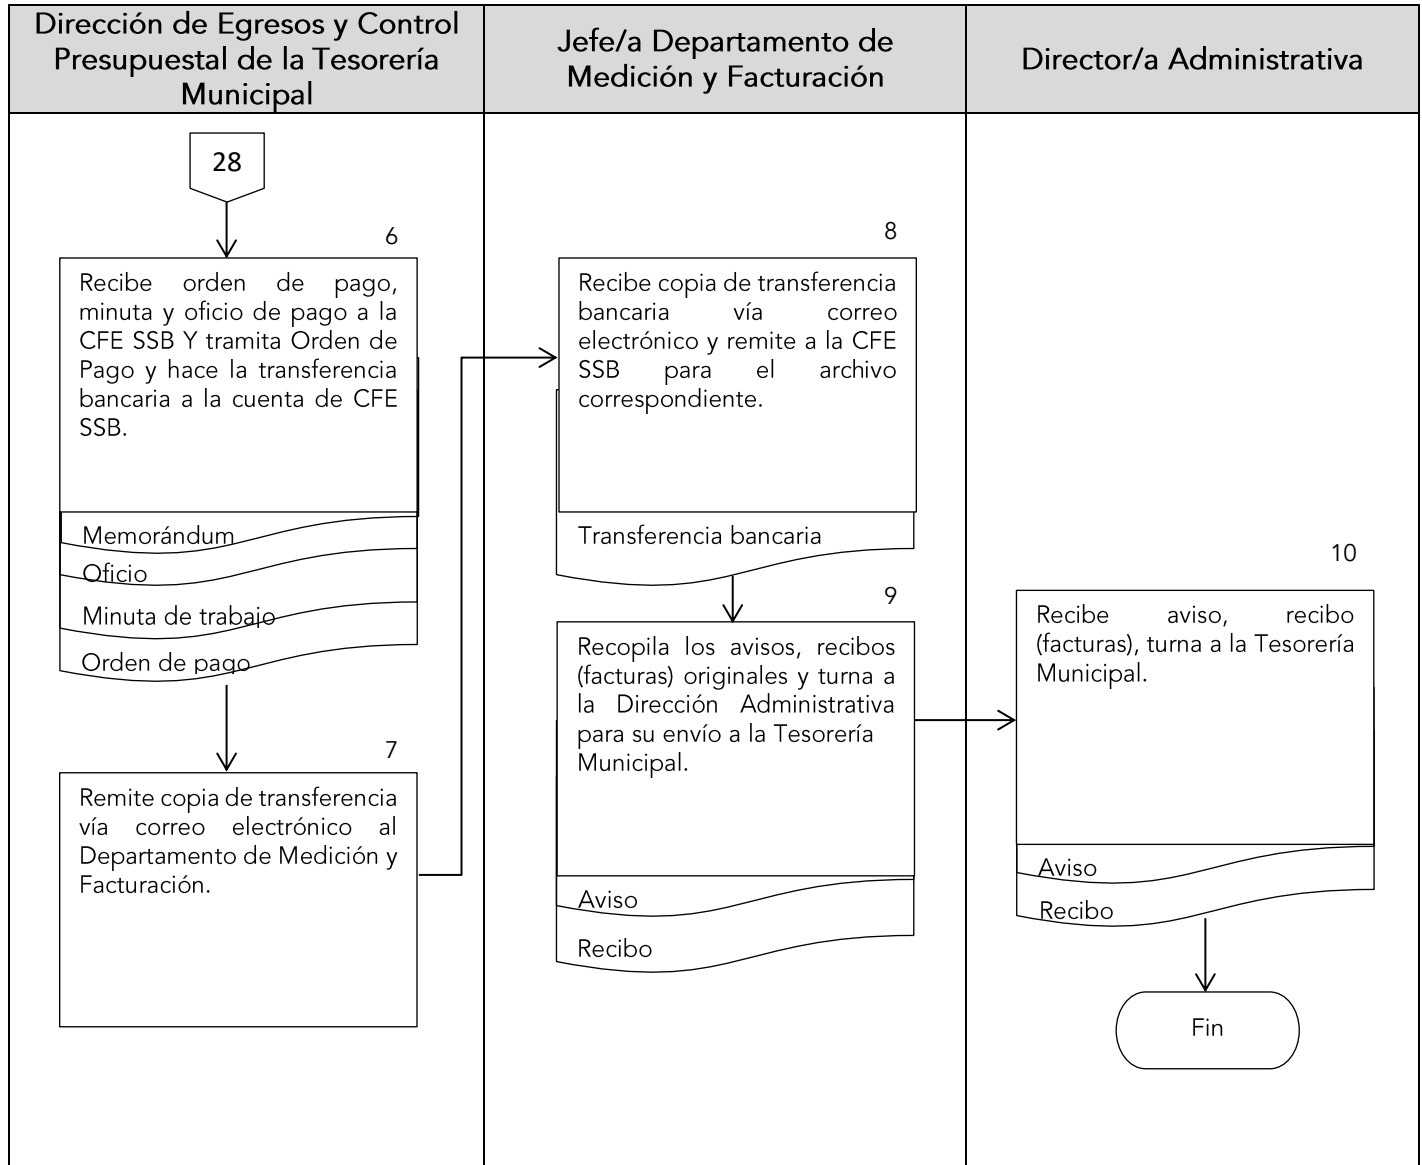 Dirección de Egresos y Control
Presupuestal de la Tesorería
Municipal
Jefe/a Departamento de
Medición y Facturación
Director/a Administrativa
28
6
Recibe orden de pago,
minuta y oficio de pago a la
CFE SSB Y tramita Orden de
Pago y hace la transferencia
bancaria a la cuenta de CFE
SSB.
Memorándum
Oficio
Minuta de trabajo
Orden de pago
7
Remite copia de transferencia
vía correo electrónico al
Departamento de Medición y
Facturación.
8
Recibe copia de transferencia
bancaria vía correo
electrónico y remite a la CFE
SSB para el archivo
correspondiente.
Transferencia bancaria
9
Recopila los avisos, recibos
(facturas) originales y turna a
la Dirección Administrativa
para su envío a la Tesorería
Municipal.
Aviso
Recibo
10
Recibe aviso, recibo
(facturas), turna a la Tesorería
Municipal.
Aviso
Recibo
Fin